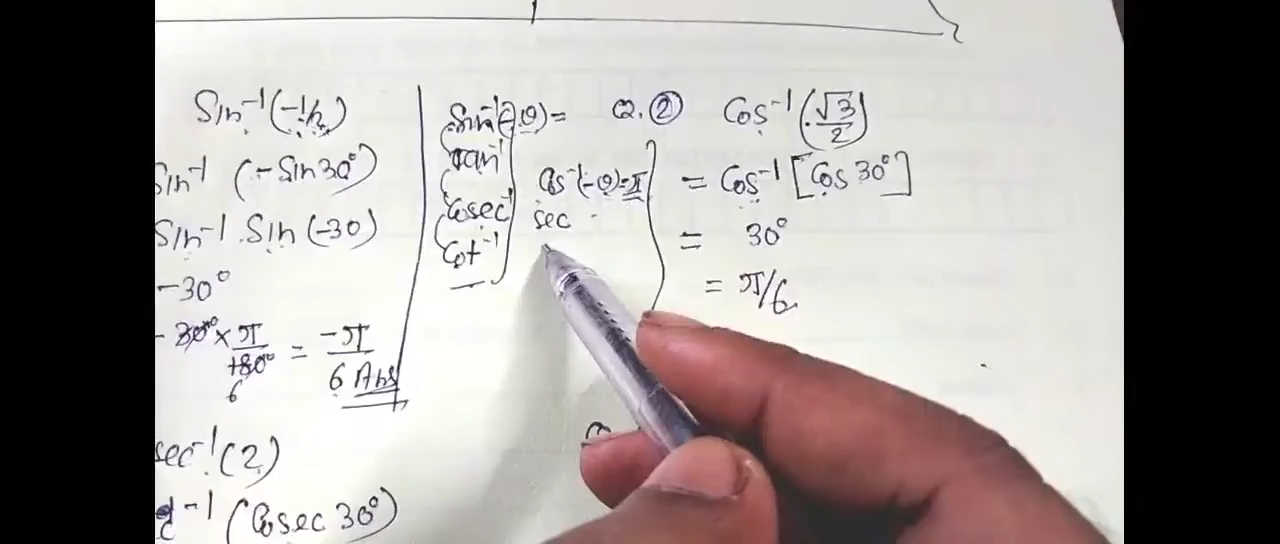 Sin⁻¹(-1/2)
Sin⁻¹ (-Sin30°)
Sin⁻¹ . Sin (-30)
-30°
- 30° × π/180° = -π/6 Ans
6
sec⁻¹(2)
⁻¹ (Cosec 30°)
Sin⁻¹(-θ) =
tan⁻¹
Cosec⁻¹
Cot⁻¹
Cos⁻¹(-θ) = π
sec
Q. ② Cos⁻¹(√3/2)
= Cos⁻¹ [Cos 30°]
= 30°
= π/6